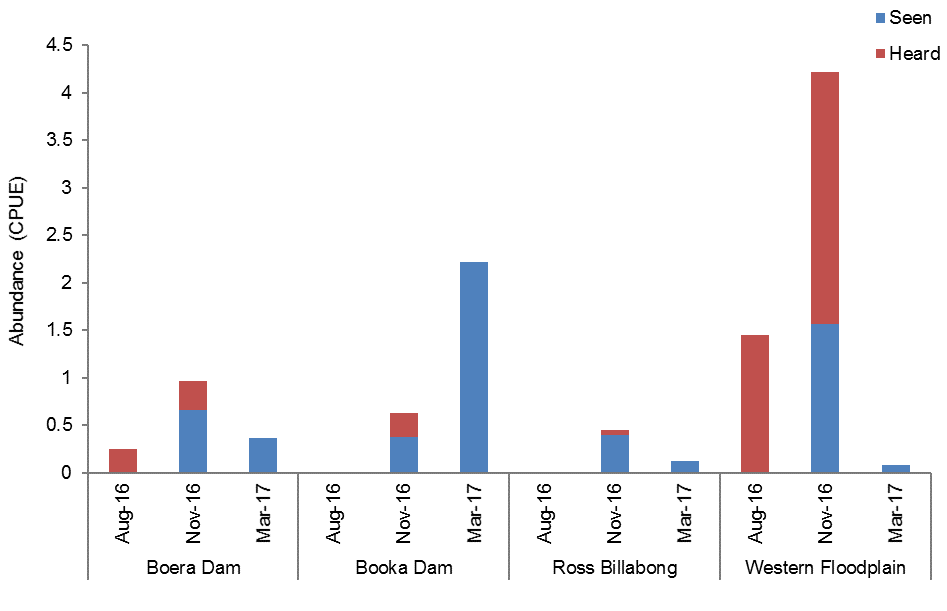 Seen
Heard
Abundance (CPUE)
4.5
4
3.5
3
2.5
2
1.5
1
0.5
0
Aug-16 Nov-16 Mar-17 Aug-16 Nov-16 Mar-17 Aug-16 Nov-16 Mar-17 Aug-16 Nov-16 Mar-17
Boera Dam Booka Dam Ross Billabong Western Floodplain